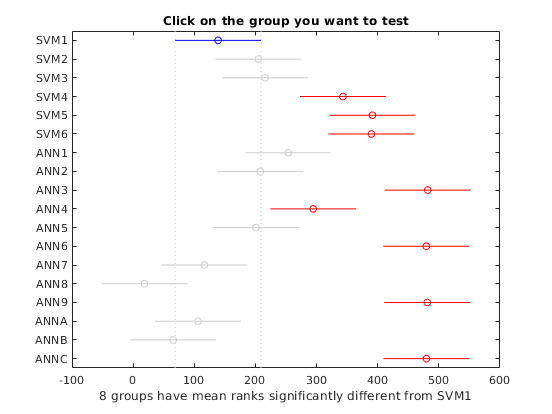 Click on the group you want to test
SVM1
SVM2
SVM3
SVM4
SVM5
SVM6
ANN1
ANN2
ANN3
ANN4
ANN5
ANN6
ANN7
ANN8
ANN9
ANNA
ANNB
ANNC
-100 0 100 200 300 400 500 600
8 groups have mean ranks significantly different from SVM1